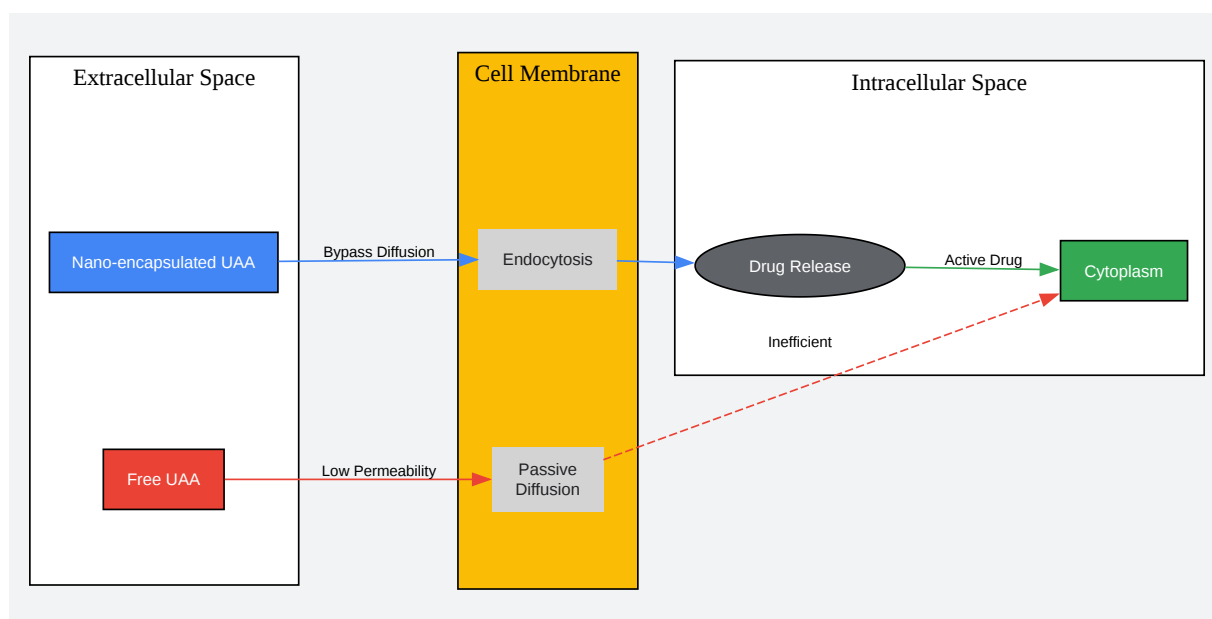 Extracellular Space
Cell Membrane
Intracellular Space
Nano-encapsulated UAA
Bypass Diffusion
Endocytosis
Drug Release
Active Drug
Cytoplasm
Inefficient
Free UAA
Low Permeability
Passive
Diffusion